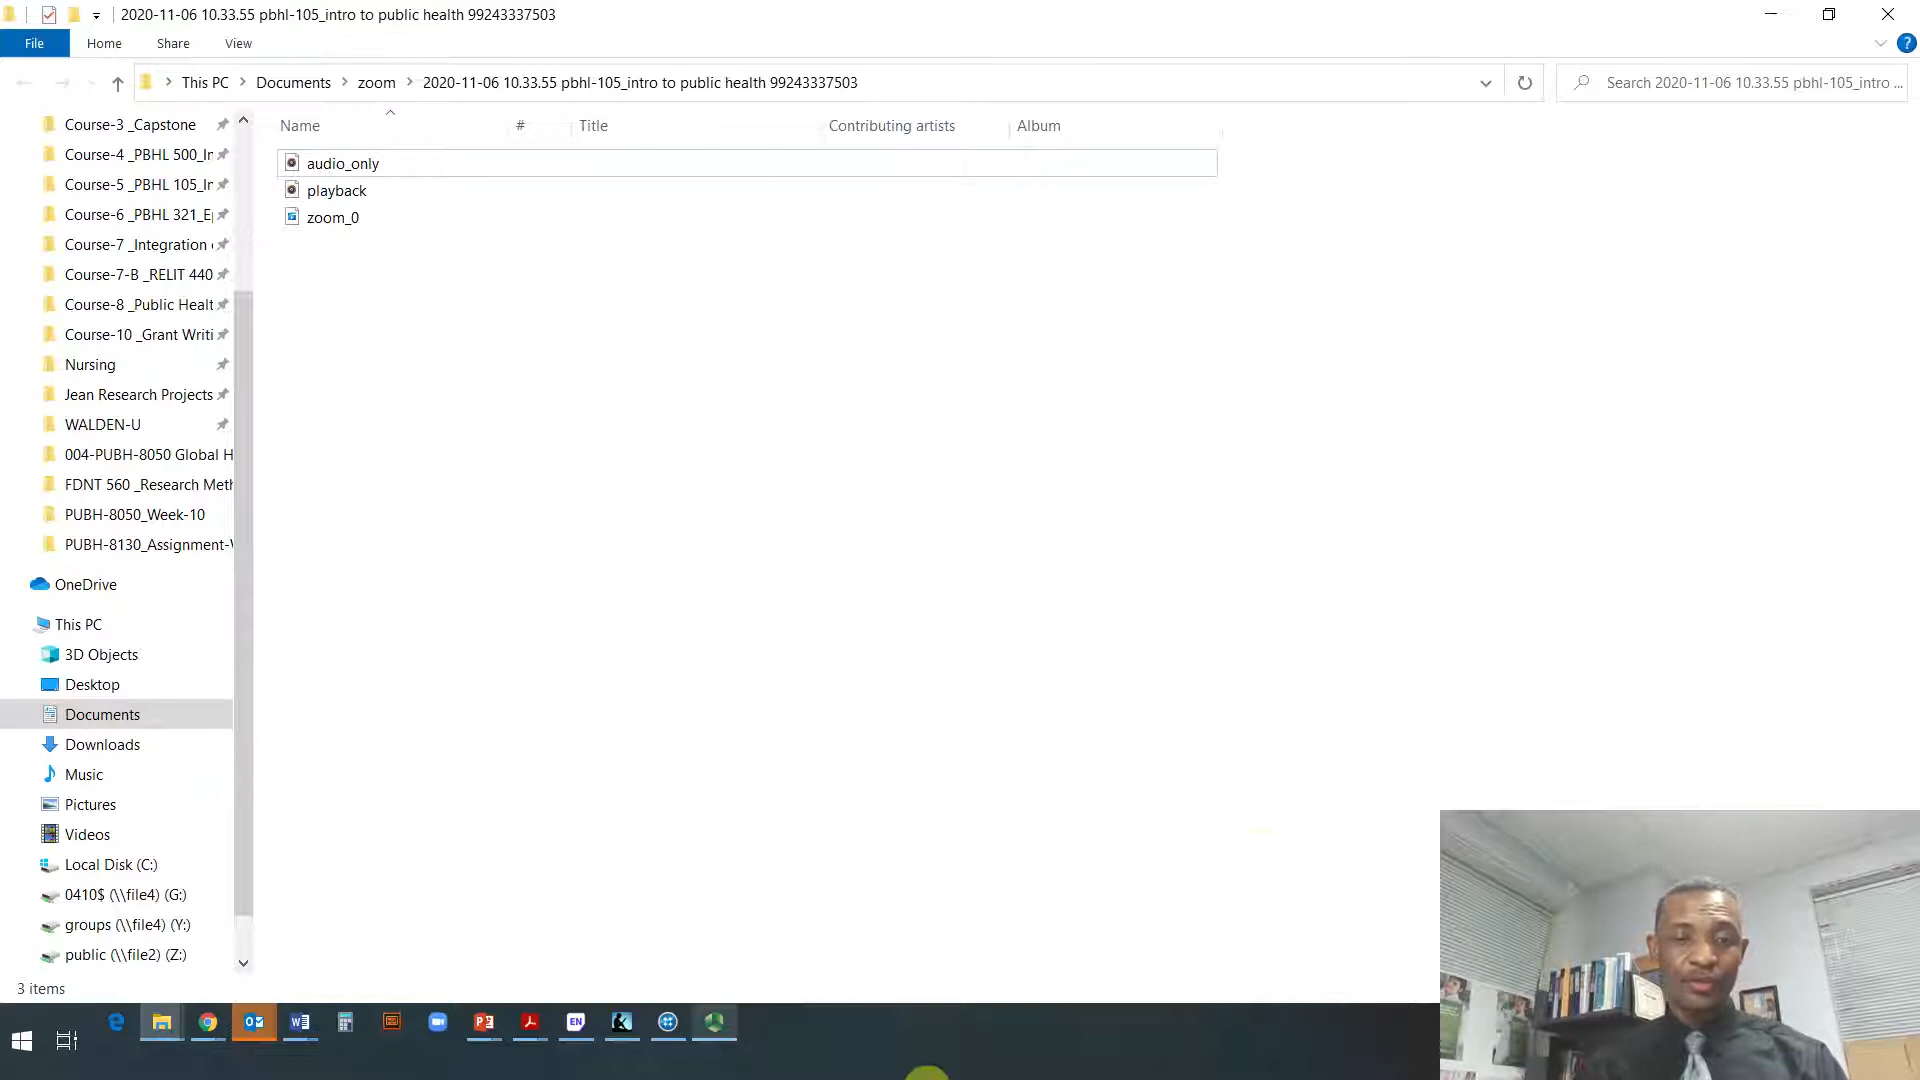 2020-11-06 10.33.55 pbhl-105_intro to public health 99243337503
File Home Share View
This PC Documents zoom 2020-11-06 10.33.55 pbhl-105_intro to public health 99243337503
Search 2020-11-06 10.33.55 pbhl-105_intro ...
Name # Title Contributing artists Album
audio_only
playback
zoom_0
Course-3 _Capstone
Course-4 _PBHL 500_In
Course-5 _PBHL 105_In
Course-6 _PBHL 321_E
Course-7 _Integration
Course-7-B _RELIT 440
Course-8 _Public Healt
Course-10 _Grant Writi
Nursing
Jean Research Projects
WALDEN-U
004-PUBH-8050 Global H
FDNT 560 _Research Meth
PUBH-8050_Week-10
PUBH-8130_Assignment-
OneDrive
This PC
3D Objects
Desktop
Documents
Downloads
Music
Pictures
Videos
Local Disk (C:)
0410$ (\\file4) (G:)
groups (\\file4) (Y:)
public (\\file2) (Z:)
3 items
EN